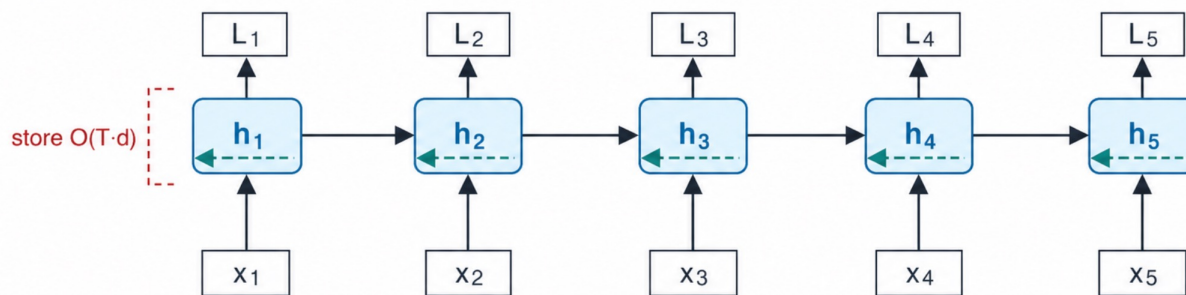 L₁ L₂ L₃ L₄ L₅
store O(T·d) h₁ h₂ h₃ h₄ h₅
x₁ x₂ x₃ x₄ x₅